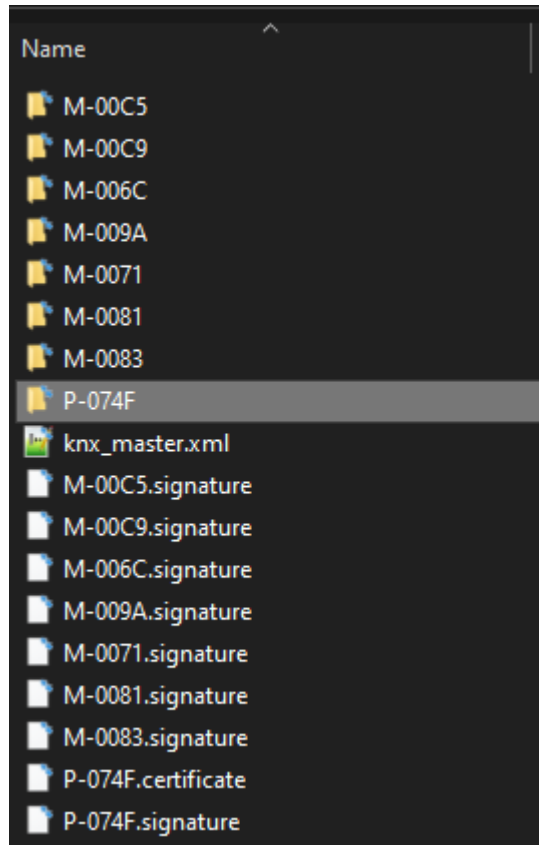 Name
M-00C5
M-00C9
M-006C
M-009A
M-0071
M-0081
M-0083
P-074F
knx_master.xml
M-00C5.signature
M-00C9.signature
M-006C.signature
M-009A.signature
M-0071.signature
M-0081.signature
M-0083.signature
P-074F.certificate
P-074F.signature